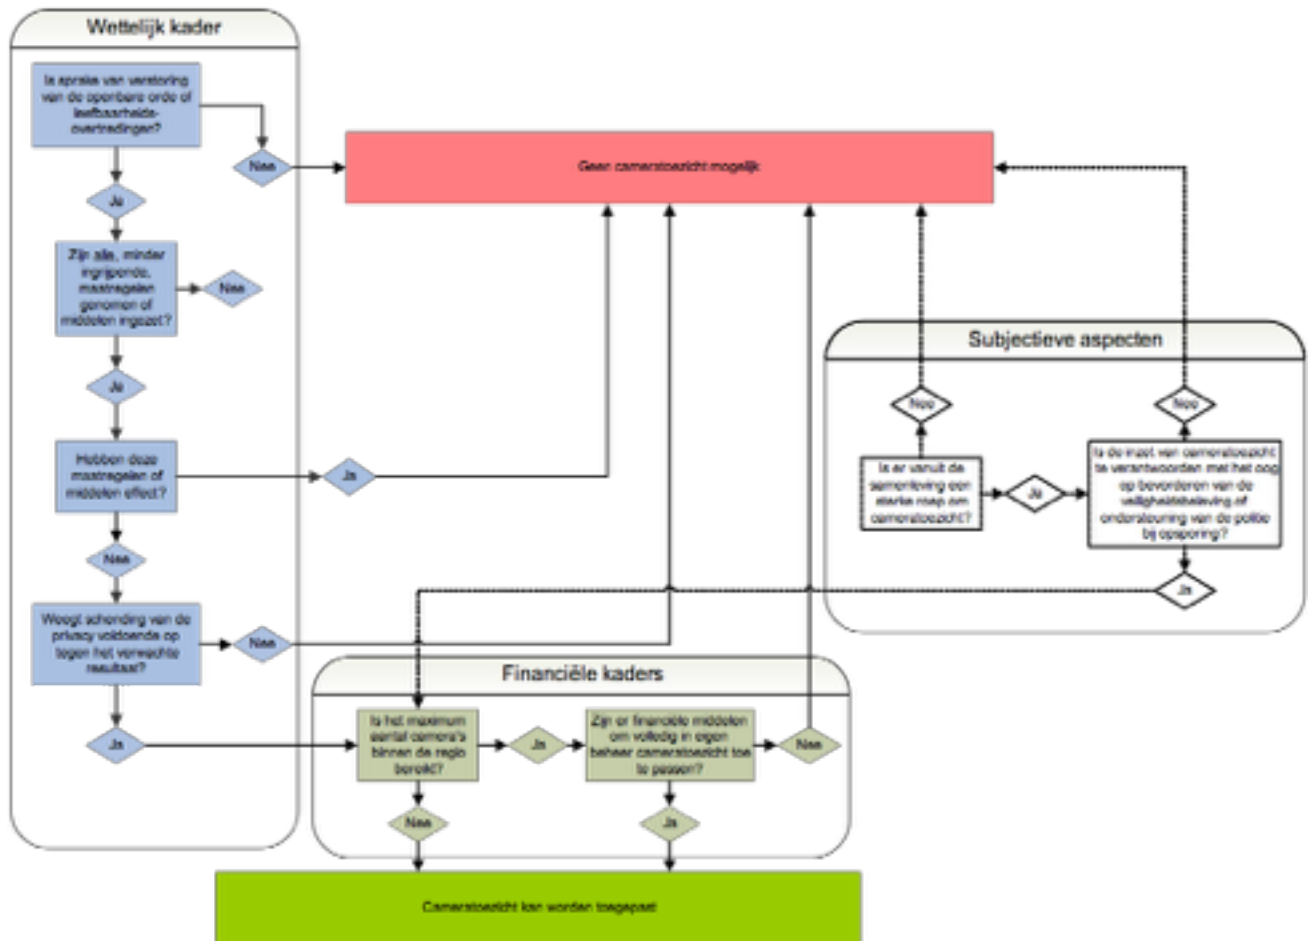 Wettelijk kader
Is sprake van verstoring
van de openbare orde of
leefbaarheids-
overtredingen?
Nee
Ja
Zijn alle, minder
ingrijpende,
maatregelen
genomen of
middelen ingezet?
Nee
Ja
Hebben deze
maatregelen of
middelen effect?
Ja
Nee
Weegt schending van de
privacy voldoende op
tegen het verwachte
resultaat?
Nee
Ja
Geen cameratoezicht mogelijk
Subjectieve aspecten
Nee
Nee
Is er vanuit de
samenleving een
sterke roep om
cameratoezicht?
Ja
Is de inzet van cameratoezicht
te verantwoorden met het oog
op bevorderen van de
veiligheidsbeleving of
ondersteuning van de politie
bij opsporing?
Ja
Financiële kaders
Is het maximum
aantal camera's
binnen de regio
bereikt?
Ja
Zijn er financiële middelen
om volledig in eigen
beheer cameratoezicht toe
te passen?
Nee
Nee
Ja
Cameratoezicht kan worden toegepast